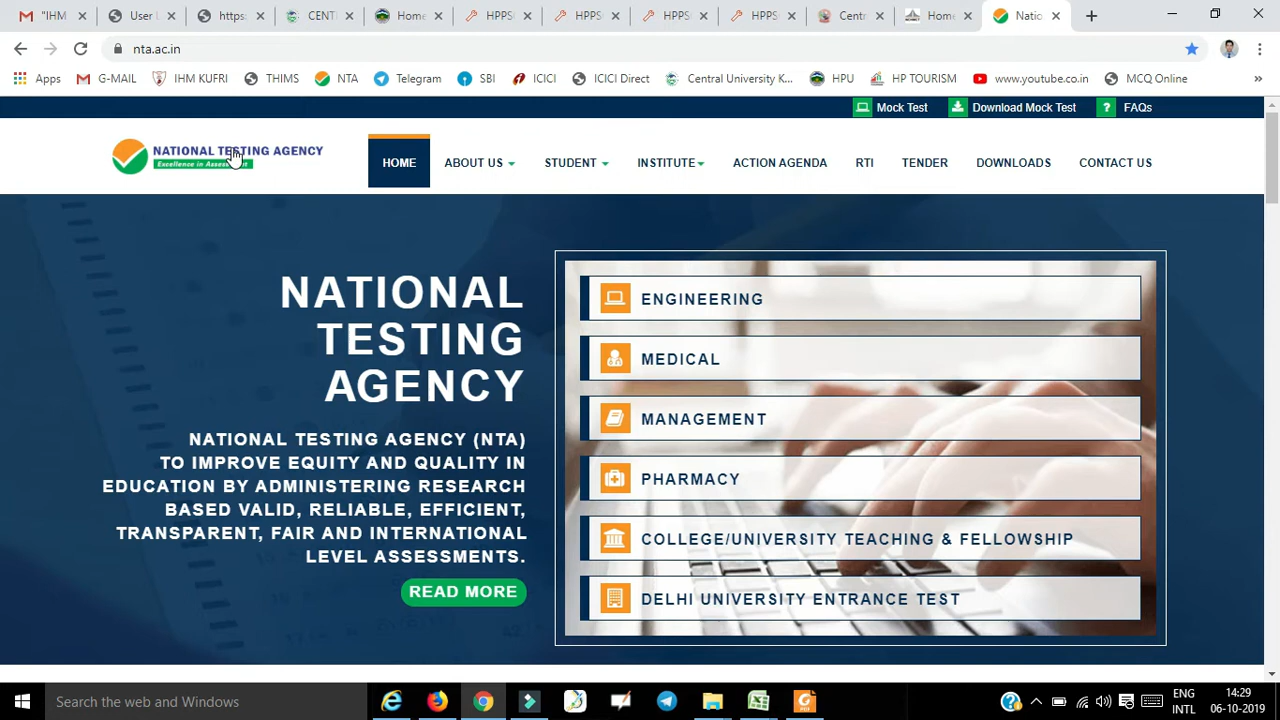 "IHM
User L
https:
CENTI
Home
HPPS
HPPS
HPPS
HPPS
Centr
Home
Natio
nta.ac.in
Apps G-MAIL IHM KUFRI THIMS NTA Telegram SBI ICICI ICICI Direct Central University K... HPU HP TOURISM www.youtube.co.in MCQ Online »
Mock Test Download Mock Test ? FAQs
NATIONAL TESTING AGENCY
Excellence in Assessment
HOME ABOUT US STUDENT INSTITUTE ACTION AGENDA RTI TENDER DOWNLOADS CONTACT US
NATIONAL
TESTING
AGENCY
NATIONAL TESTING AGENCY (NTA)
TO IMPROVE EQUITY AND QUALITY IN
EDUCATION BY ADMINISTERING RESEARCH
BASED VALID, RELIABLE, EFFICIENT,
TRANSPARENT, FAIR AND INTERNATIONAL
LEVEL ASSESSMENTS.
READ MORE
ENGINEERING
MEDICAL
MANAGEMENT
PHARMACY
COLLEGE/UNIVERSITY TEACHING & FELLOWSHIP
DELHI UNIVERSITY ENTRANCE TEST
Search the web and Windows
ENG
INTL
14:29
06-10-2019